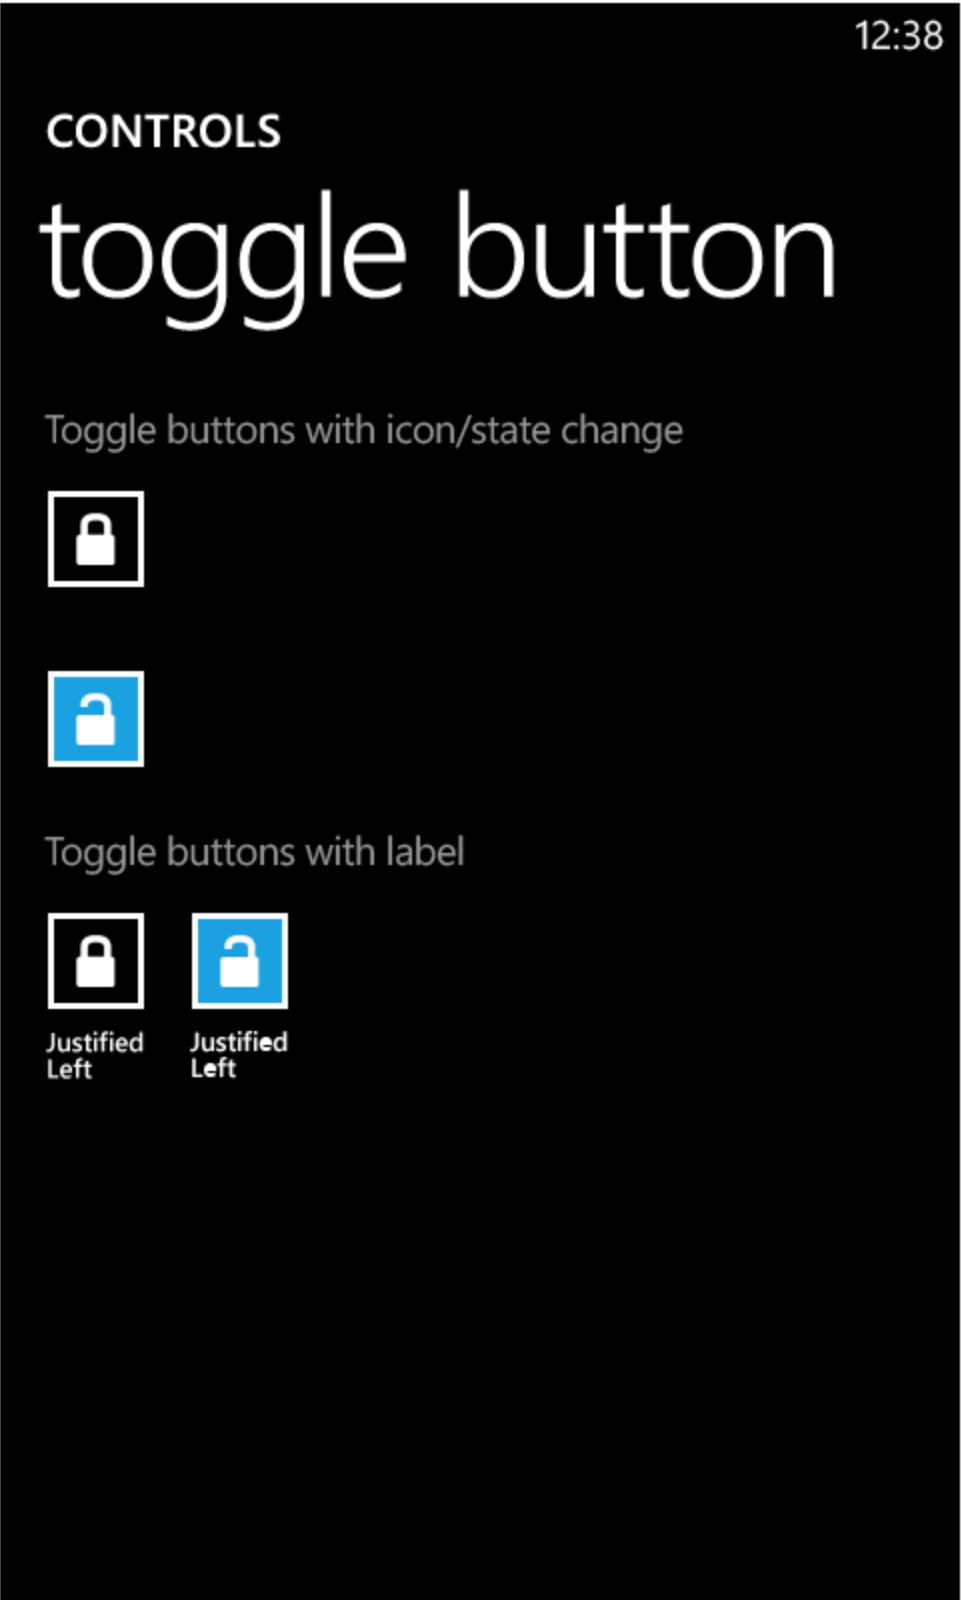 12:38
CONTROLS
toggle button
Toggle buttons with icon/state change
Toggle buttons with label
Justified Justified
Left Left